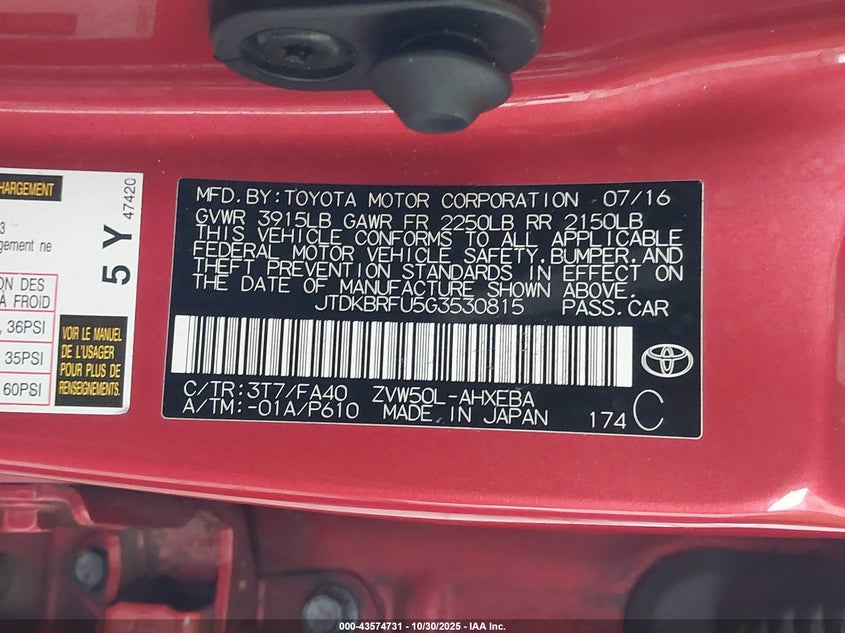 HARGEMENT
3
gement ne
ION DES
À FROID
, 36PSI
35PSI
60PSI
5 Y
47420
VOIR LE MANUEL
DE L'USAGER
POUR PLUS DE
RENSEIGNEMENTS.
MFD. BY: TOYOTA MOTOR CORPORATION 07/16
GVWR 3915LB GAWR FR 2250LB RR 2150LB
THIS VEHICLE CONFORMS TO ALL APPLICABLE
FEDERAL MOTOR VEHICLE SAFETY, BUMPER, AND
THEFT PREVENTION STANDARDS IN EFFECT ON
THE DATE OF MANUFACTURE SHOWN ABOVE.
JTDKBRFU5G3530815 PASS.CAR
C/TR: 3T7/FA40 ZVW50L-AHXEBA
A/TM: -01A/P610 MADE IN JAPAN 174 C
000-43574731 - 10/30/2025 - IAA Inc.